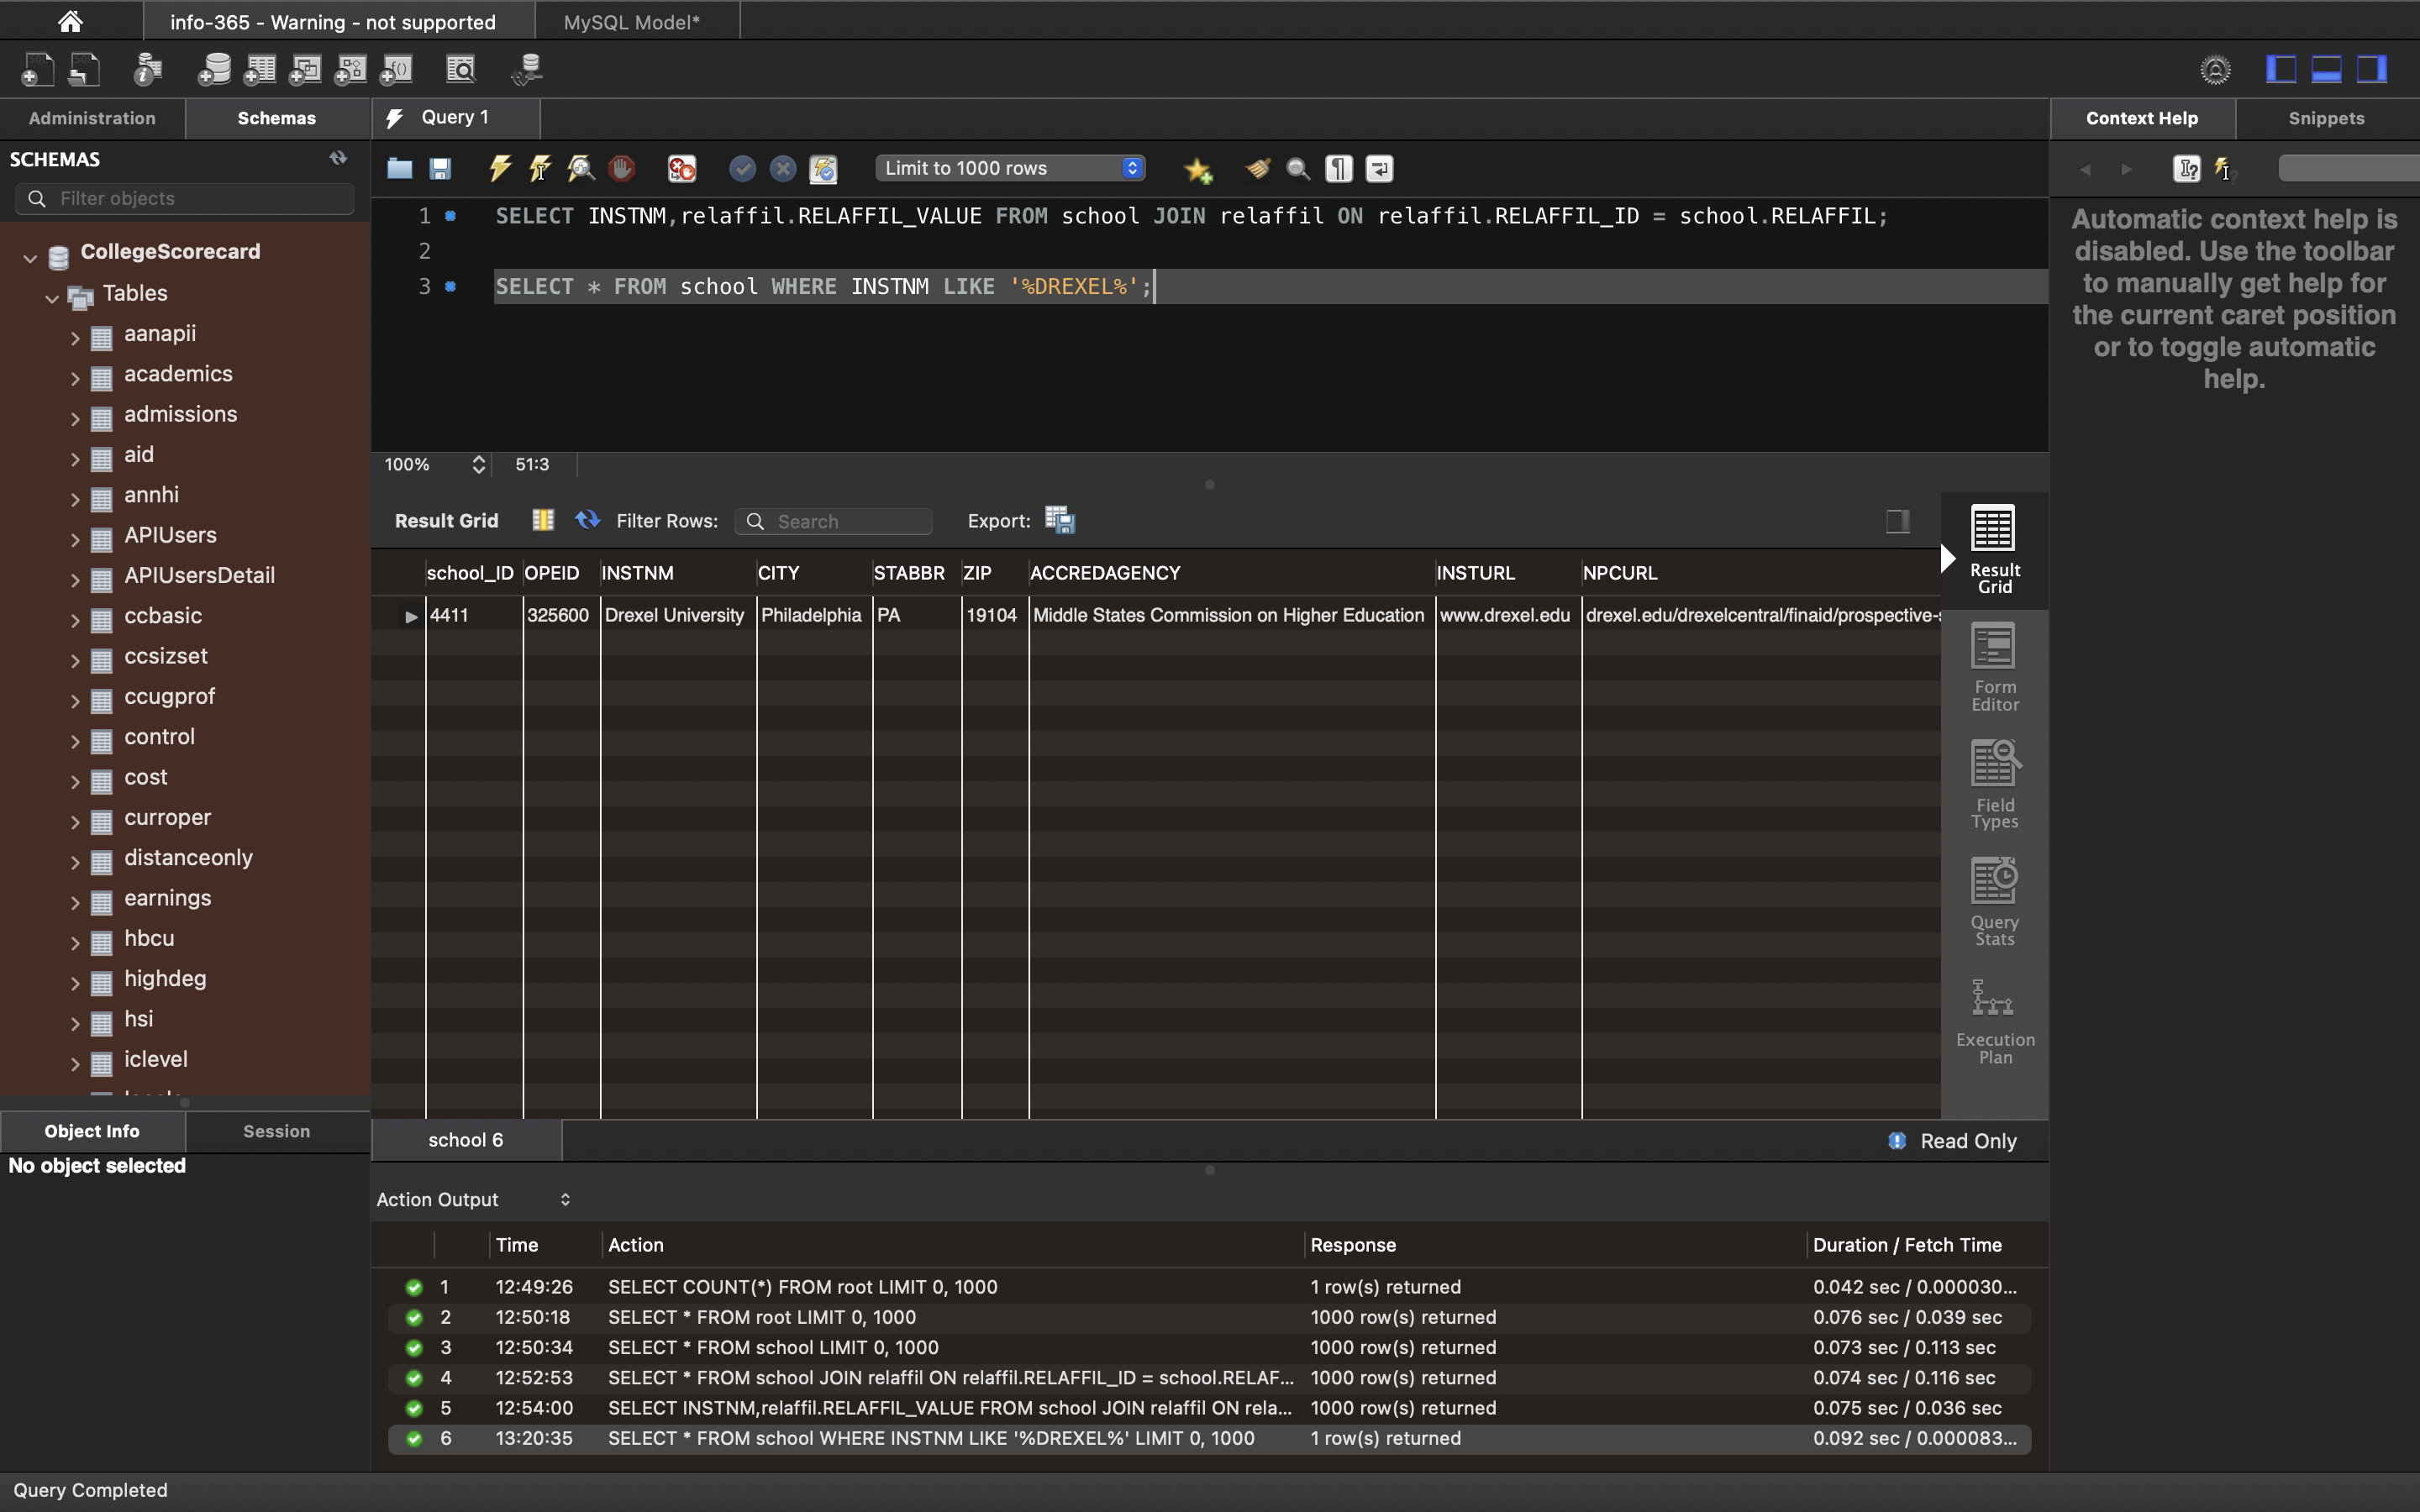 info-365 - Warning - not supported
MySQL Model*
Administration
Schemas
Query 1
Context Help
Snippets
SCHEMAS
Filter objects
Limit to 1000 rows
CollegeScorecard
Tables
aanapii
academics
admissions
aid
annhi
APIUsers
APIUsersDetail
ccbasic
ccsizset
ccugprof
control
cost
curroper
distanceonly
earnings
hbcu
highdeg
hsi
iclevel
1 SELECT INSTNM,relaffil.RELAFFIL_VALUE FROM school JOIN relaffil ON relaffil.RELAFFIL_ID = school.RELAFFIL;
2
3 SELECT * FROM school WHERE INSTNM LIKE '%DREXEL%';
100% 51:3
Result Grid Filter Rows: Search Export:
school_ID OPEID INSTNM CITY STABBR ZIP ACCREDAGENCY INSTURL NPCURL
4411 325600 Drexel University Philadelphia PA 19104 Middle States Commission on Higher Education www.drexel.edu drexel.edu/drexelcentral/finaid/prospective-s
Result
Grid
Form
Editor
Field
Types
Query
Stats
Execution
Plan
Automatic context help is
disabled. Use the toolbar
to manually get help for
the current caret position
or to toggle automatic
help.
Object Info
Session
No object selected
school 6
Read Only
Action Output
Time Action Response Duration / Fetch Time
1 12:49:26 SELECT COUNT(*) FROM root LIMIT 0, 1000 1 row(s) returned 0.042 sec / 0.000030...
2 12:50:18 SELECT * FROM root LIMIT 0, 1000 1000 row(s) returned 0.076 sec / 0.039 sec
3 12:50:34 SELECT * FROM school LIMIT 0, 1000 1000 row(s) returned 0.073 sec / 0.113 sec
4 12:52:53 SELECT * FROM school JOIN relaffil ON relaffil.RELAFFIL_ID = school.RELAF... 1000 row(s) returned 0.074 sec / 0.116 sec
5 12:54:00 SELECT INSTNM,relaffil.RELAFFIL_VALUE FROM school JOIN relaffil ON rela... 1000 row(s) returned 0.075 sec / 0.036 sec
6 13:20:35 SELECT * FROM school WHERE INSTNM LIKE '%DREXEL%' LIMIT 0, 1000 1 row(s) returned 0.092 sec / 0.000083...
Query Completed